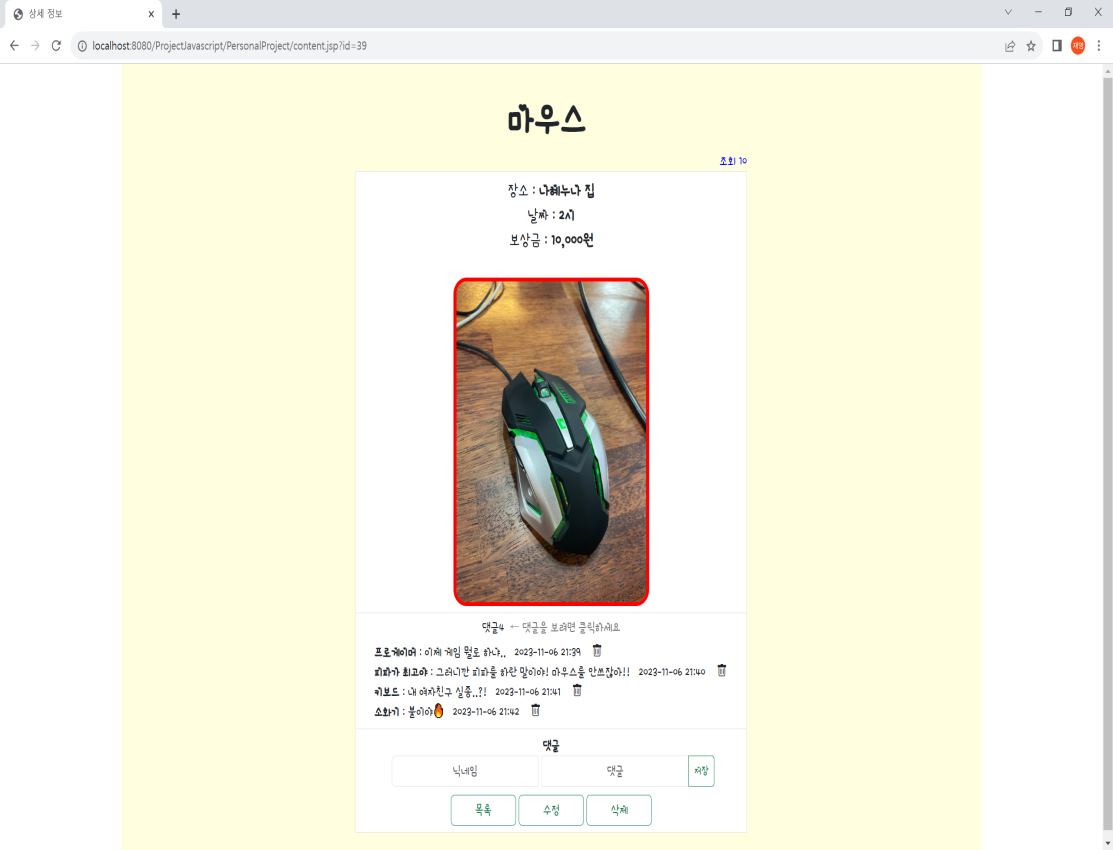 상세 정보
localhost:8080/ProjectJavascript/PersonalProject/content.jsp?id=39
재영
마우스
조회 10
장소 : 나혜누나 집
날짜 : 2시
보상금 : 10,000원
댓글4 ← 댓글을 보려면 클릭하세요
프로게이머 : 이제 게임 뭘로 하냐.. 2023-11-06 21:39
피파가 최고야 : 그러니깐 피파를 하란 말이야! 마우스를 안쓰잖아!! 2023-11-06 21:40
키보드 : 내 여자친구 실종..?! 2023-11-06 21:41
소화기 : 불이야🔥 2023-11-06 21:42
댓글
닉네임 댓글 저장
목록 수정 삭제